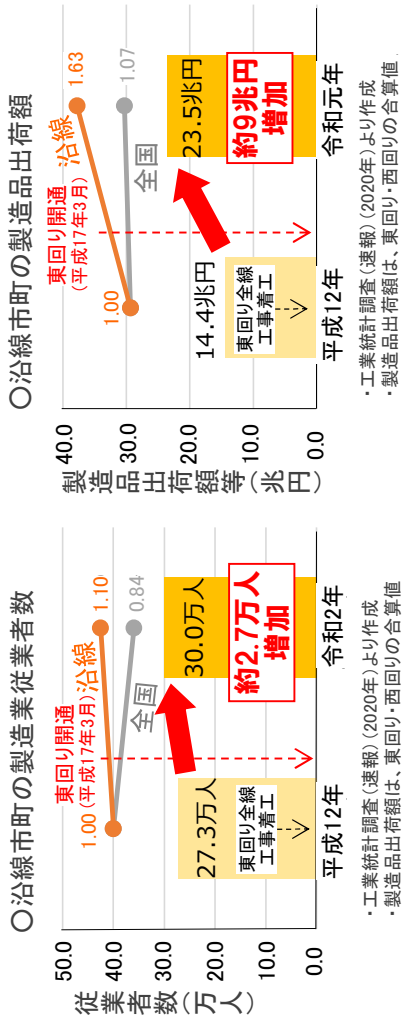 〇沿線市町の製造業従業者数
従業者数(万人)
50.0
40.0
30.0
20.0
10.0
0.0
東回り開通
(平成17年3月)
1.00
沿線
1.10
全国
0.84
27.3万人
30.0万人
東回り全線
工事着工
約2.7万人
増加
平成12年
令和2年
・工業統計調査(速報)(2020年)より作成
・製造品出荷額は、東回り・西回りの合算値
〇沿線市町の製造品出荷額
製造品出荷額等(兆円)
40.0
30.0
20.0
10.0
0.0
東回り開通
(平成17年3月)
1.00
沿線
1.63
全国
1.07
14.4兆円
23.5兆円
東回り全線
工事着工
約9兆円
増加
平成12年
令和元年
・工業統計調査(速報)(2020年)より作成
・製造品出荷額は、東回り・西回りの合算値